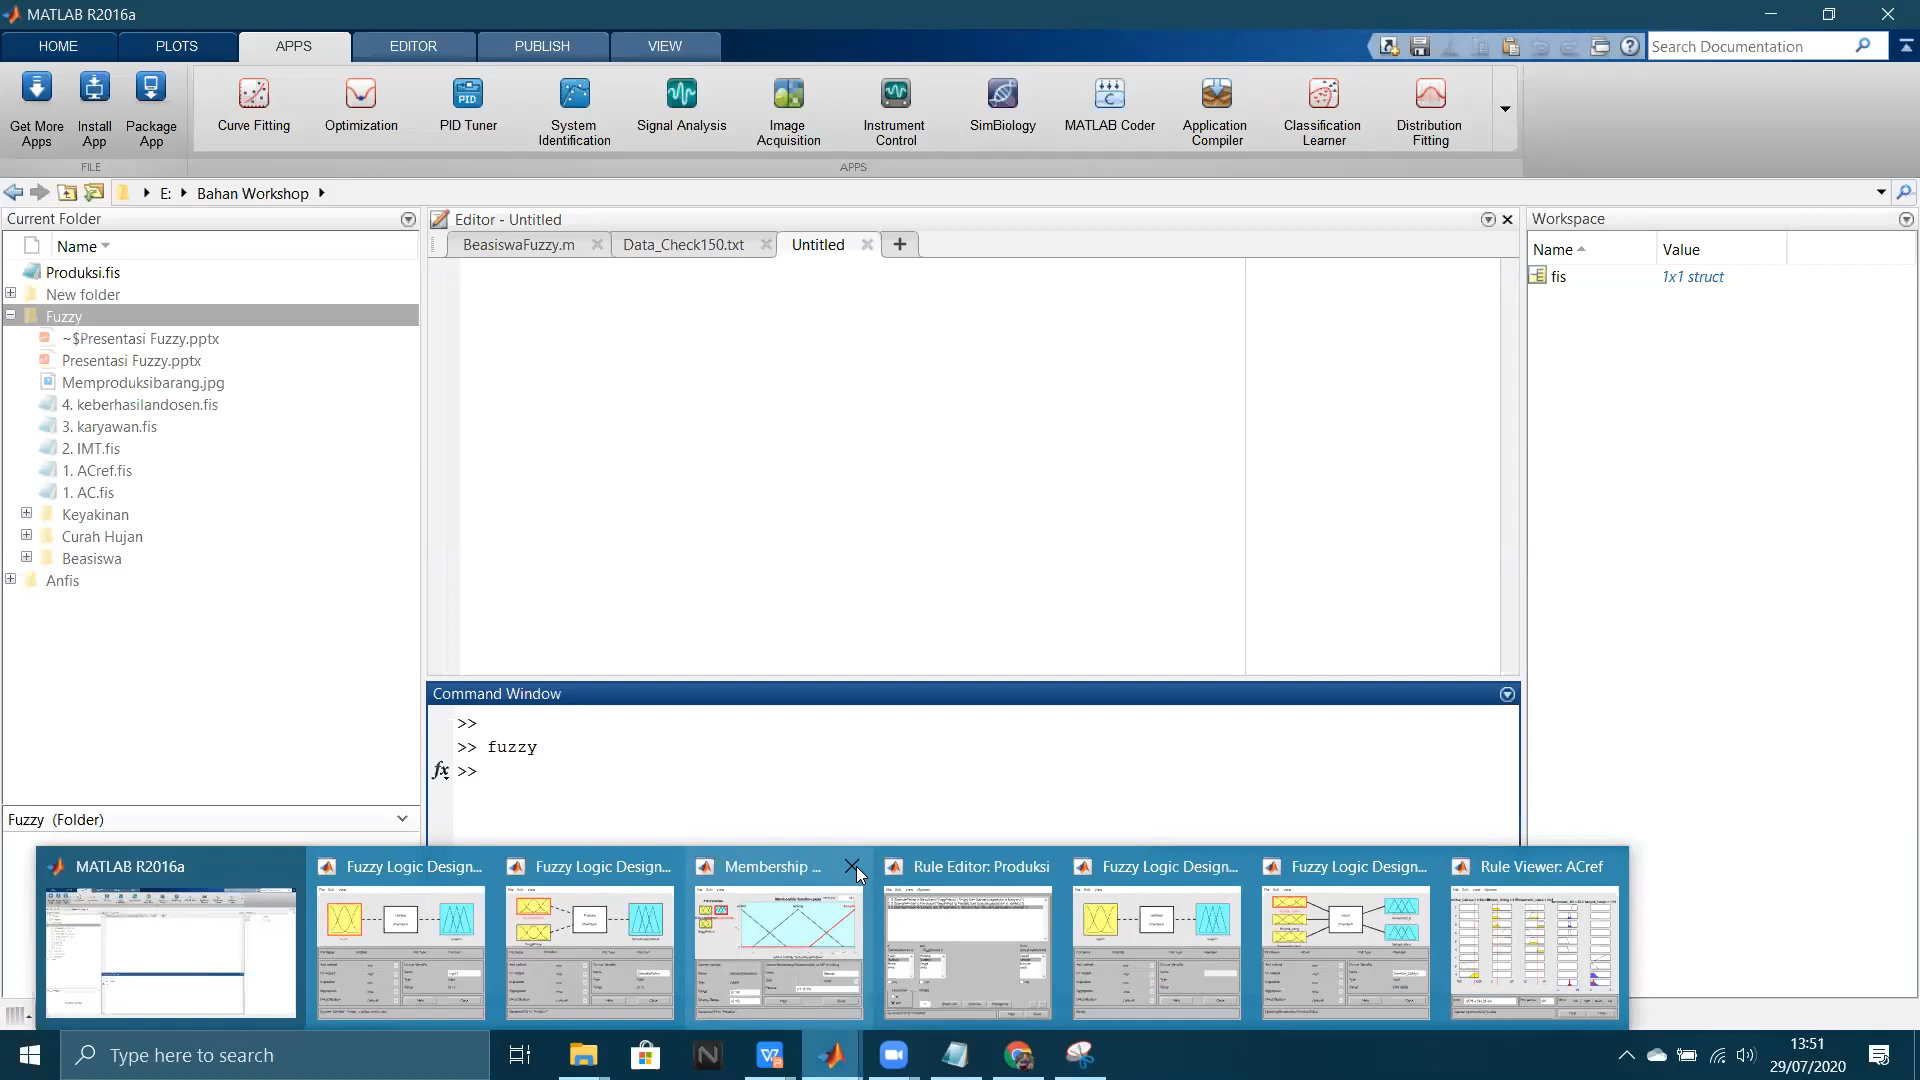 MATLAB R2016a
HOME
PLOTS
APPS
EDITOR
PUBLISH
VIEW
Search Documentation
Get More Apps
Install App
Package App
Curve Fitting
Optimization
PID Tuner
System Identification
Signal Analysis
Image Acquisition
Instrument Control
SimBiology
MATLAB Coder
Application Compiler
Classification Learner
Distribution Fitting
FILE
APPS
E:
Bahan Workshop
Current Folder
Name
Produksi.fis
New folder
Fuzzy
~$Presentasi Fuzzy.pptx
Presentasi Fuzzy.pptx
Memproduksibarang.jpg
4. keberhasilandosen.fis
3. karyawan.fis
2. IMT.fis
1. ACref.fis
1. AC.fis
Keyakinan
Curah Hujan
Beasiswa
Anfis
Fuzzy (Folder)
Editor - Untitled
BeasiswaFuzzy.m
Data_Check150.txt
Untitled
Command Window
>>
>> fuzzy
fx >>
Workspace
Name
Value
fis
1x1 struct
MATLAB R2016a
Fuzzy Logic Design...
Fuzzy Logic Design...
Membership ...
Rule Editor: Produksi
Fuzzy Logic Design...
Fuzzy Logic Design...
Rule Viewer: ACref
Type here to search
13:51
29/07/2020